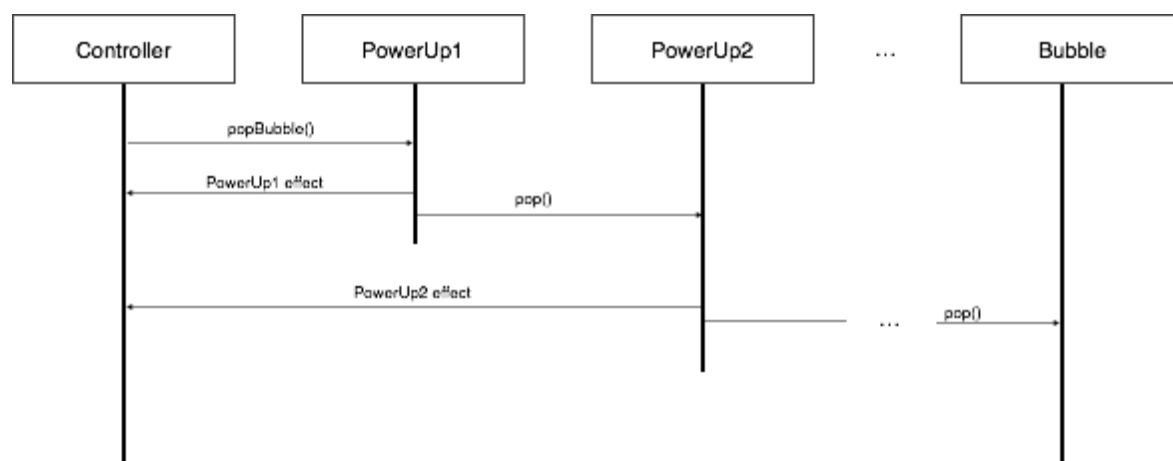 Controller
PowerUp1
PowerUp2
...
Bubble
popBubble()
PowerUp1 effect
pop()
PowerUp2 effect
...
pop()